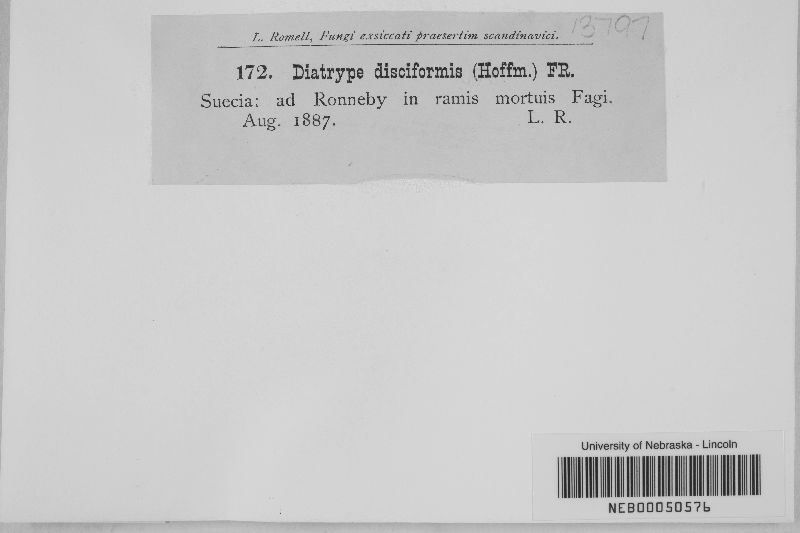 L. Romell, Fungi exsiccati praesertim scandinavici. 13797
172. Diatrype disciformis (Hoffm.) FR.
Suecia: ad Ronneby in ramis mortuis Fagi.
Aug. 1887. L. R.
University of Nebraska - Lincoln
NEB00050576